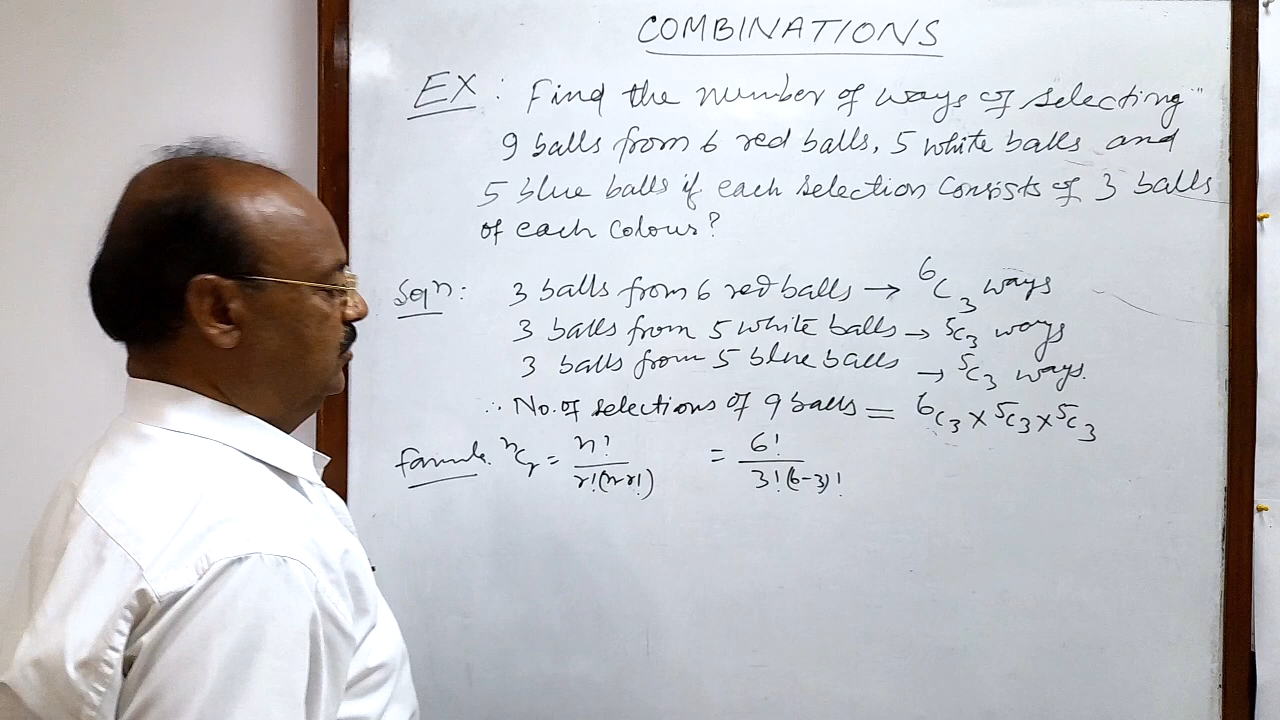 COMBINATIONS
EX : Find the number of ways of selecting
9 balls from 6 red balls, 5 white balls and
5 blue balls if each selection consists of 3 balls
of each colour?
Soln: 3 balls from 6 red balls → ⁶C₃ ways
3 balls from 5 white balls → ⁵C₃ ways
3 balls from 5 blue balls → ⁵C₃ ways.
∴ No. of selections of 9 balls = ⁶C₃ × ⁵C₃ × ⁵C₃
Formula. ⁿCᵣ = n! / r!(n-r!) = 6! / 3!(6-3)!